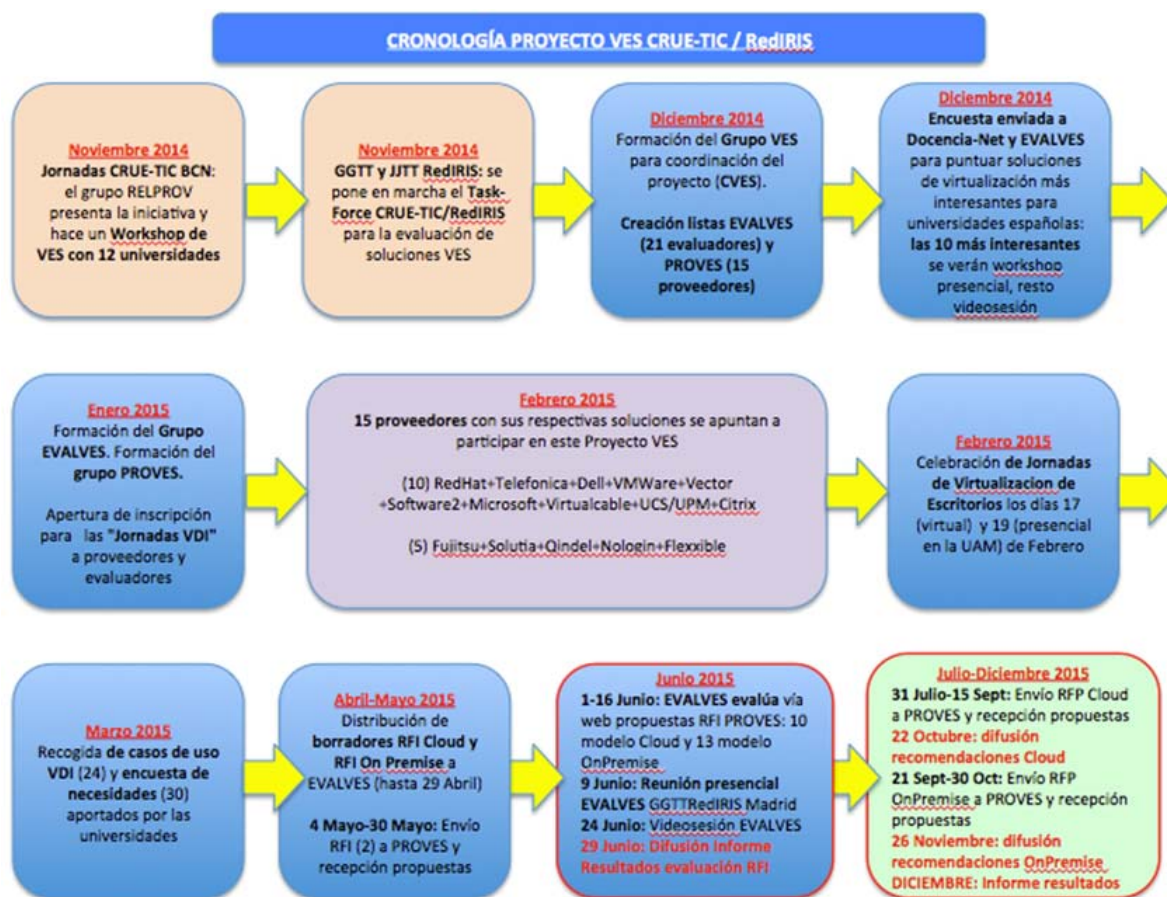 CRONOLOGÍA PROYECTO VES CRUE-TIC / RedIRIS
Noviembre 2014
Jornadas CRUE-TIC BCN:
el grupo RELPROV
presenta la iniciativa y
hace un Workshop de
VES con 12 universidades
Noviembre 2014
GGTT y JJTT RedIRIS: se
pone en marcha el Task-
Force CRUE-TIC/RedIRIS
para la evaluación de
soluciones VES
Diciembre 2014
Formación del Grupo VES
para coordinación del
proyecto (CVES).
Creación listas EVALVES
(21 evaluadores) y
PROVES (15
proveedores)
Diciembre 2014
Encuesta enviada a
Docencia-Net y EVALVES
para puntuar soluciones
de virtualización más
interesantes para
universidades españolas:
las 10 más interesantes
se verán workshop
presencial, resto
videosesión
Enero 2015
Formación del Grupo
EVALVES. Formación del
grupo PROVES.
Apertura de inscripción
para las "Jornadas VDI"
a proveedores y
evaluadores
Febrero 2015
15 proveedores con sus respectivas soluciones se apuntan a
participar en este Proyecto VES
(10) RedHat+Telefonica+Dell+VMWare+Vector
+Software2+Microsoft+Virtualcable+UCS/UPM+Citrix
(5) Fujitsu+Solutia+Qindel+Nologin+Flexxible
Febrero 2015
Celebración de Jornadas
de Virtualizacion de
Escritorios los días 17
(virtual) y 19 (presencial
en la UAM) de Febrero
Marzo 2015
Recogida de casos de uso
VDI (24) y encuesta de
necesidades (30)
aportados por las
universidades
Abril-Mayo 2015
Distribución de
borradores RFI Cloud y
RFI On Premise a
EVALVES (hasta 29 Abril)
4 Mayo-30 Mayo: Envío
RFI (2) a PROVES y
recepción propuestas
Junio 2015
1-16 Junio: EVALVES evalúa vía
web propuestas RFI PROVES: 10
modelo Cloud y 13 modelo
OnPremise
9 Junio: Reunión presencial
EVALVES GGTTRedIRIS Madrid
24 Junio: Videosesión EVALVES
29 Junio: Difusión Informe
Resultados evaluación RFI
Julio-Diciembre 2015
31 Julio-15 Sept: Envío RFP Cloud
a PROVES y recepción propuestas
22 Octubre: difusión
recomendaciones Cloud
21 Sept-30 Oct: Envío RFP
OnPremise a PROVES y recepción
propuestas
26 Noviembre: difusión
recomendaciones OnPremise
DICIEMBRE: Informe resultados